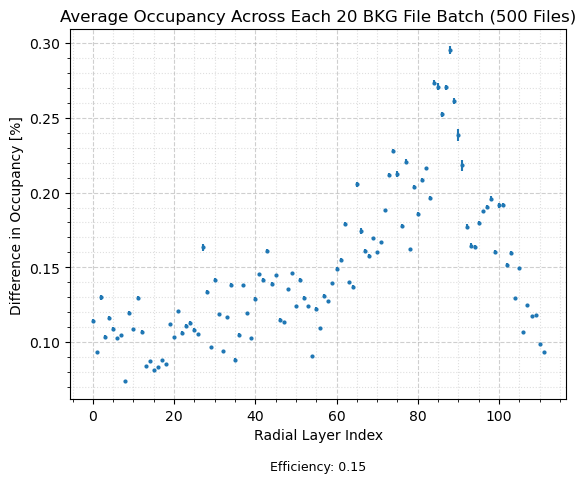 Average Occupancy Across Each 20 BKG File Batch (500 Files)
0.30
0.25
0.20
0.15
0.10
Difference in Occupancy [%]
0 20 40 60 80 100
Radial Layer Index
Efficiency: 0.15